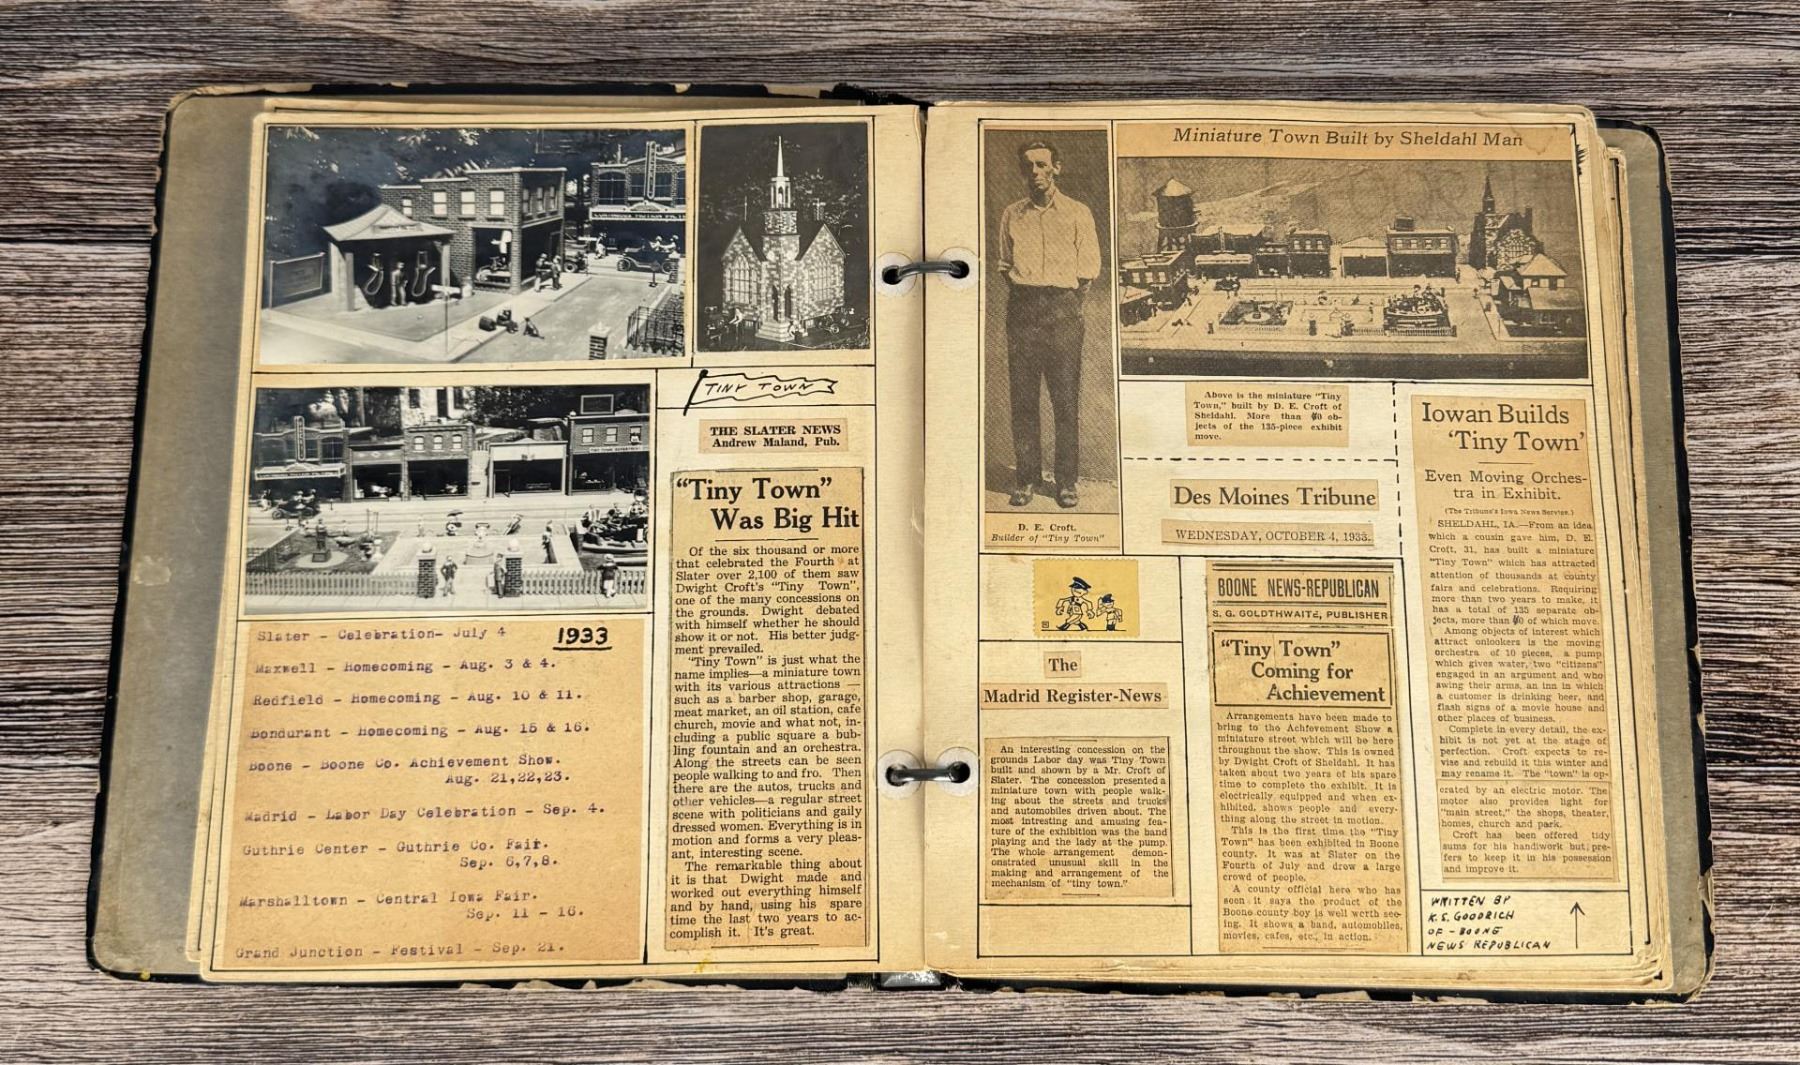 TINY TOWN
THE SLATER NEWS
Andrew Maland, Pub.
"Tiny Town"
Was Big Hit
Of the six thousand or more
that celebrated the Fourth at
Slater over 2,100 of them saw
Dwight Croft's "Tiny Town",
one of the many concessions on
the grounds. Dwight debated
with himself whether he should
show it or not. His better judg-
ment prevailed.
"Tiny Town" is just what the
name implies—a miniature town
with its various attractions —
such as a barber shop, garage,
meat market, an oil station, cafe
church, movie and what not, in-
cluding a public square a bub-
ling fountain and an orchestra.
Along the streets can be seen
people walking to and fro. Then
there are the autos, trucks and
other vehicles—a regular street
scene with politicians and gaily
dressed women. Everything is in
motion and forms a very pleas-
ant, interesting scene.
The remarkable thing about
it is that Dwight made and
worked out everything himself
and by hand, using his spare
time the last two years to ac-
complish it. It's great.
Slater - Celebration- July 4
1933
Maxwell - Homecoming - Aug. 3 & 4.
Redfield - Homecoming - Aug. 10 & 11.
Bondurant - Homecoming - Aug. 15 & 16.
Boone - Boone Co. Achievement Show.
Aug. 21,22,23.
Madrid - Labor Day Celebration - Sep. 4.
Guthrie Center - Guthrie Co. Fair.
Sep. 6,7,8.
Marshalltown - Central Iowa Fair.
Sep. 11 - 16.
Grand Junction - Festival - Sep. 21.
D. E. Croft.
Builder of "Tiny Town"
Miniature Town Built by Sheldahl Man
Above is the miniature "Tiny
Town," built by D. E. Croft of
Sheldahl. More than ob-
jects of the 135-piece exhibit
move.
Des Moines Tribune
WEDNESDAY, OCTOBER 4, 1933.
The
Madrid Register-News
An interesting concession on the
grounds Labor day was Tiny Town
built and shown by a Mr. Croft of
Slater. The concession presented a
miniature town with people walk-
ing about the streets and trucks
and automobiles driven about. The
most intresting and amusing fea-
ture of the exhibition was the band
playing and the lady at the pump.
The whole arrangement demon-
onstrated unusual skill in the
making and arrangement of the
mechanism of "tiny town."
BOONE NEWS-REPUBLICAN
S. G. GOLDTHWAITE, PUBLISHER
"Tiny Town"
Coming for
Achievement
Arrangements have been made to
bring to the Achievement Show a
miniature street which will be here
throughout the show. This is owned
by Dwight Croft of Sheldahl. It has
taken about two years of his spare
time to complete the exhibit. It is
electrically equipped and when ex-
hibited, shows people and every-
thing along the street in motion.
This is the first time the "Tiny
Town" has been exhibited in Boone
county. It was at Slater on the
Fourth of July and drew a large
crowd of people.
A county official here who has
seen it says the product of the
Boone county boy is well worth see-
ing. It shows a band, automobiles,
movies, cafes, etc, in action.
Iowan Builds
'Tiny Town'
Even Moving Orches-
tra in Exhibit.
(The Tribune's Iowa News Service.)
SHELDAHL, IA.—From an idea
which a cousin gave him, D. E.
Croft, 31, has built a miniature
"Tiny Town" which has attracted
attention of thousands at county
fairs and celebrations. Requiring
more than two years to make, it
has a total of 135 separate ob-
jects, more than of which move.
Among objects of interest which
attract onlookers is the moving
orchestra of 10 pieces, a pump
which gives water, two "citizens"
engaged in an argument and who
swing their arms, an inn in which
a customer is drinking beer, and
flash signs of a movie house and
other places of business.
Complete in every detail, the ex-
hibit is not yet at the stage of
perfection. Croft expects to re-
vise and rebuild it this winter and
may rename it. The "town" is op-
erated by an electric motor. The
motor also provides light for
"main street," the shops, theater,
homes, church and park.
Croft has been offered tidy
sums for his handiwork but pre-
fers to keep it in his possession
and improve it.
WRITTEN BY
K.S. GOODRICH
OF - BOONE
NEWS REPUBLICAN